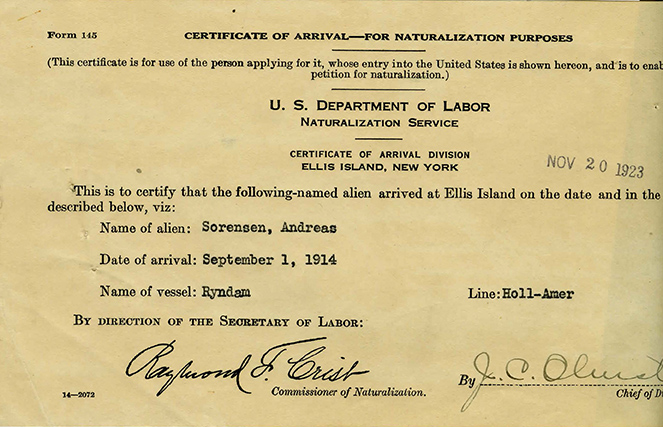 Form 145
CERTIFICATE OF ARRIVAL—FOR NATURALIZATION PURPOSES
(This certificate is for use of the person applying for it, whose entry into the United States is shown hereon, and is to enab
petition for naturalization.)
U. S. DEPARTMENT OF LABOR
NATURALIZATION SERVICE
CERTIFICATE OF ARRIVAL DIVISION
ELLIS ISLAND, NEW YORK
NOV 20 1923
This is to certify that the following-named alien arrived at Ellis Island on the date and in the
described below, viz:
Name of alien: Sorensen, Andreas
Date of arrival: September 1, 1914
Name of vessel: Ryndam Line: Holl-Amer
BY DIRECTION OF THE SECRETARY OF LABOR:
Raymond F. Crist
Commissioner of Naturalization.
By J. C.
Chief of D
14—2072